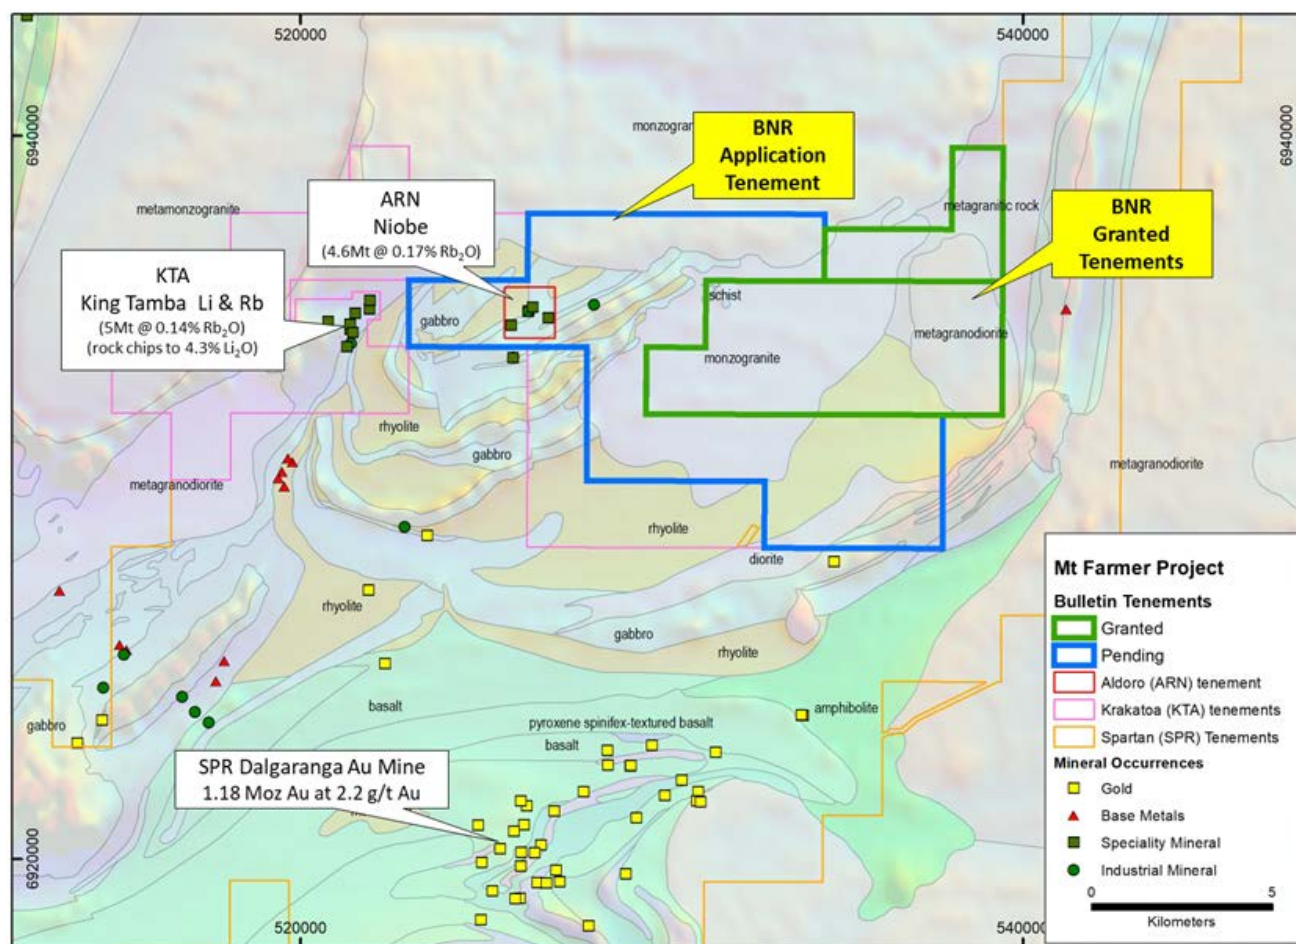 520000
540000
6940000
6940000
monzogran
BNR
Application
Tenement
ARN
Niobe
(4.6Mt @ 0.17% Rb₂O)
metamonzogranite
metagranitic rock
BNR
Granted
Tenements
KTA
King Tamba Li & Rb
(5Mt @ 0.14% Rb₂O)
(rock chips to 4.3% Li₂O)
gabbro
schist
monzogranite
metagranodiorite
rhyolite
gabbro
metagranodiorite
metagranodiorite
rhyolite
diorite
rhyolite
gabbro
rhyolite
gabbro
basalt
amphibolite
pyroxene spinifex-textured basalt
basalt
SPR Dalgaranga Au Mine
1.18 Moz Au at 2.2 g/t Au
6920000
520000
540000
Mt Farmer Project
Bulletin Tenements
Granted
Pending
Aldoro (ARN) tenement
Krakatoa (KTA) tenements
Spartan (SPR) Tenements
Mineral Occurrences
Gold
Base Metals
Speciality Mineral
Industrial Mineral
0 5
Kilometers